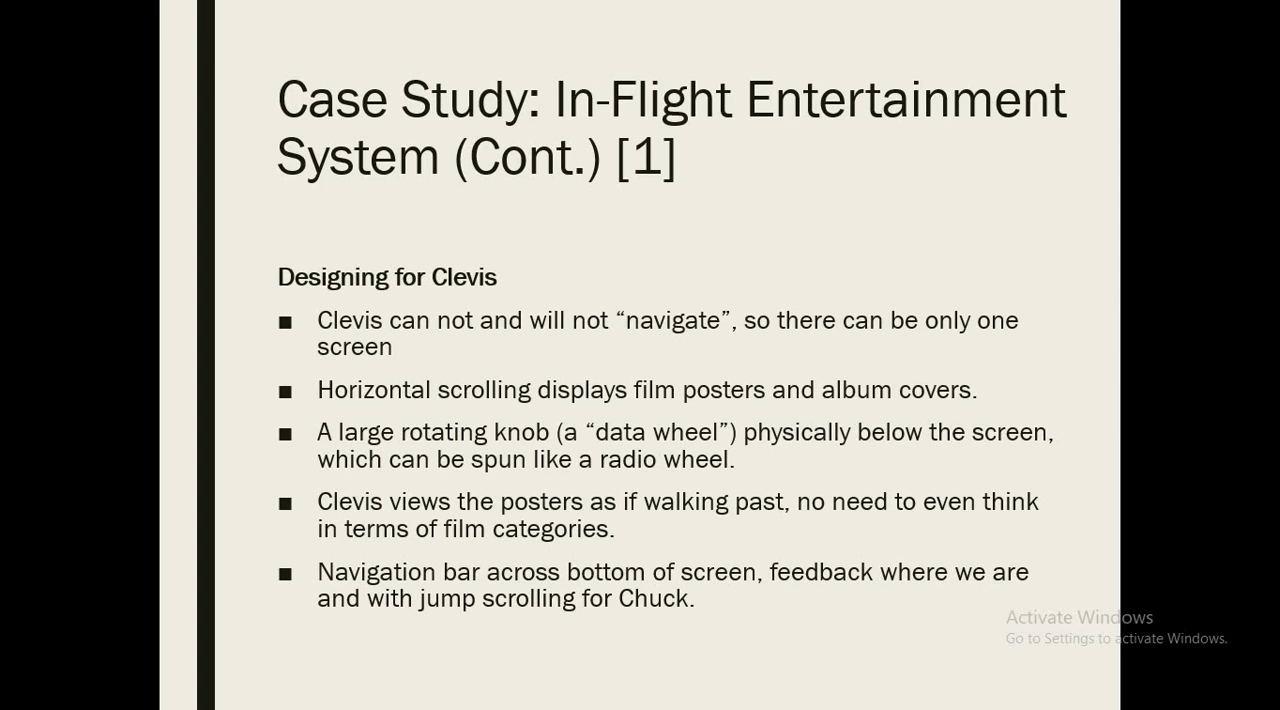 Case Study: In-Flight Entertainment
System (Cont.) [1]
Designing for Clevis
■ Clevis can not and will not “navigate”, so there can be only one
screen
■ Horizontal scrolling displays film posters and album covers.
■ A large rotating knob (a “data wheel”) physically below the screen,
which can be spun like a radio wheel.
■ Clevis views the posters as if walking past, no need to even think
in terms of film categories.
■ Navigation bar across bottom of screen, feedback where we are
and with jump scrolling for Chuck.
Activate Windows
Go to Settings to activate Windows.